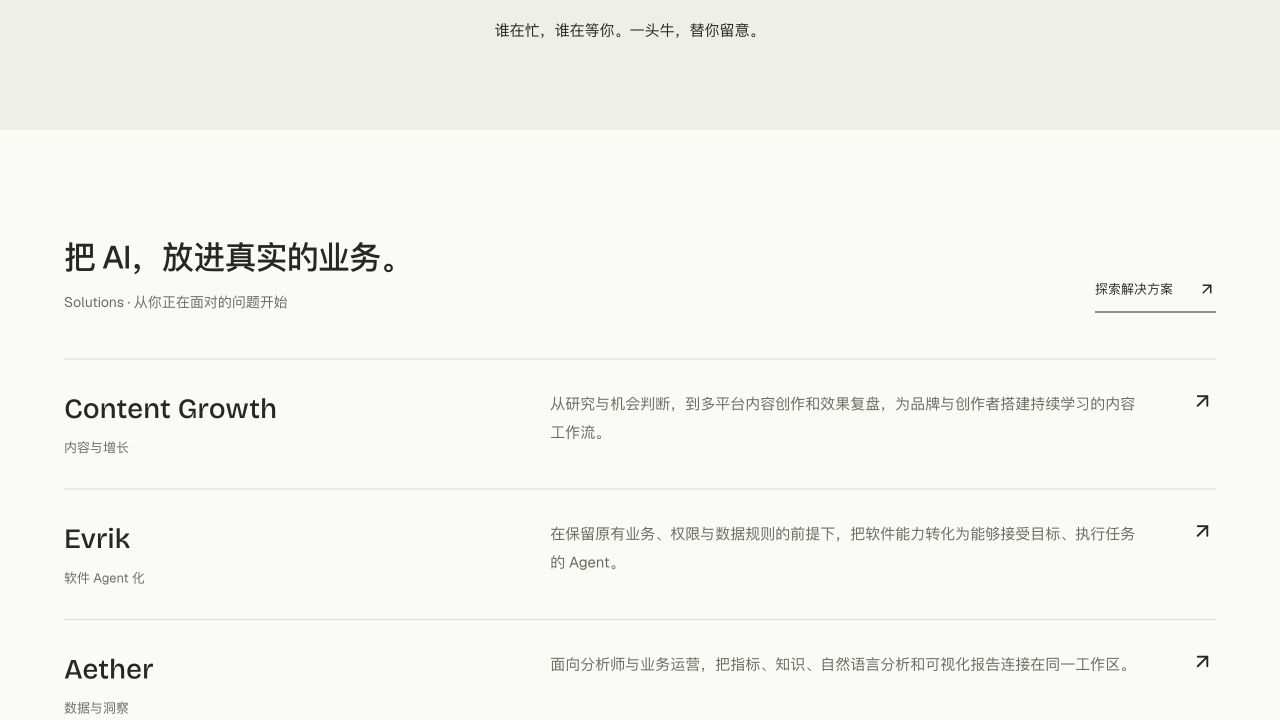 谁在忙，谁在等你。一头牛，替你留意。
把 AI，放进真实的业务。
Solutions · 从你正在面对的问题开始
探索解决方案
Content Growth
内容与增长
从研究与机会判断，到多平台内容创作和效果复盘，为品牌与创作者搭建持续学习的内容
工作流。
Evrik
软件 Agent 化
在保留原有业务、权限与数据规则的前提下，把软件能力转化为能够接受目标、执行任务
的 Agent。
Aether
数据与洞察
面向分析师与业务运营，把指标、知识、自然语言分析和可视化报告连接在同一工作区。